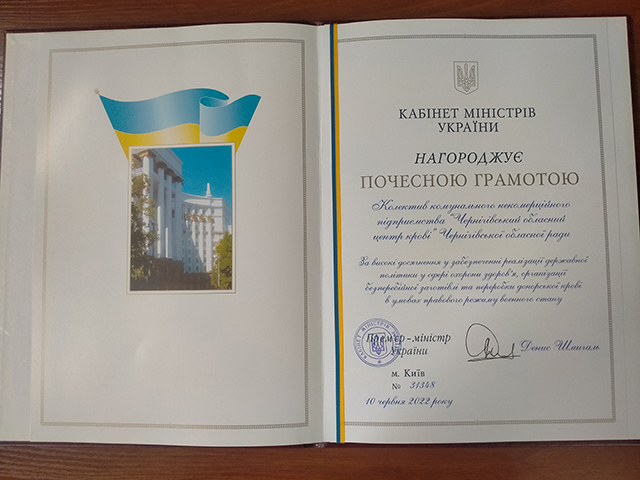 КАБІНЕТ МІНІСТРІВ
УКРАЇНИ
НАГОРОДЖУЄ
ПОЧЕСНОЮ ГРАМОТОЮ
Колектив комунального некомерційного
підприємства "Чернігівський обласний
центр крові" Чернігівської обласної ради
За високі досягнення у забезпеченні реалізації державної
політики у сфері охорони здоров'я, організації
безперебійної заготівлі та переробки донорської крові
в умовах правового режиму воєнного стану
Прем'єр-міністр
України
Денис Шмигаль
м. Київ
№ 31348
10 червня 2022 року
КАБІНЕТ МІНІСТРІВ